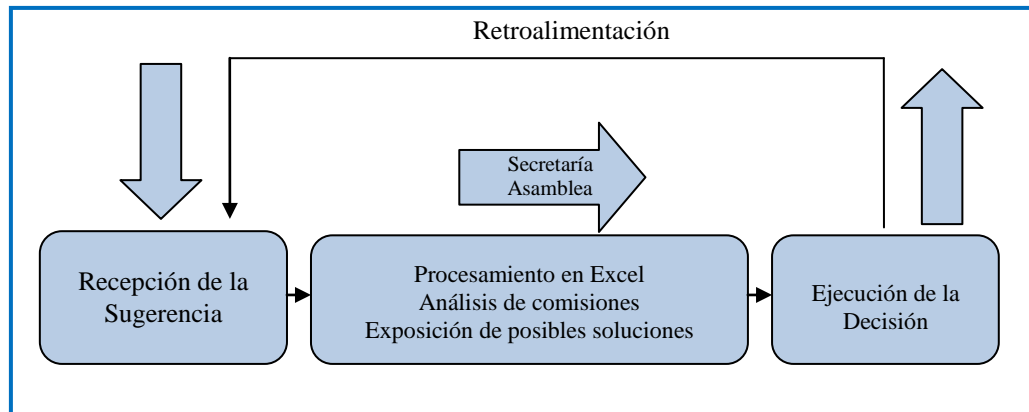 Retroalimentación
Secretaría
Asamblea
Recepción de la
Sugerencia
Procesamiento en Excel
Análisis de comisiones
Exposición de posibles soluciones
Ejecución de la
Decisión